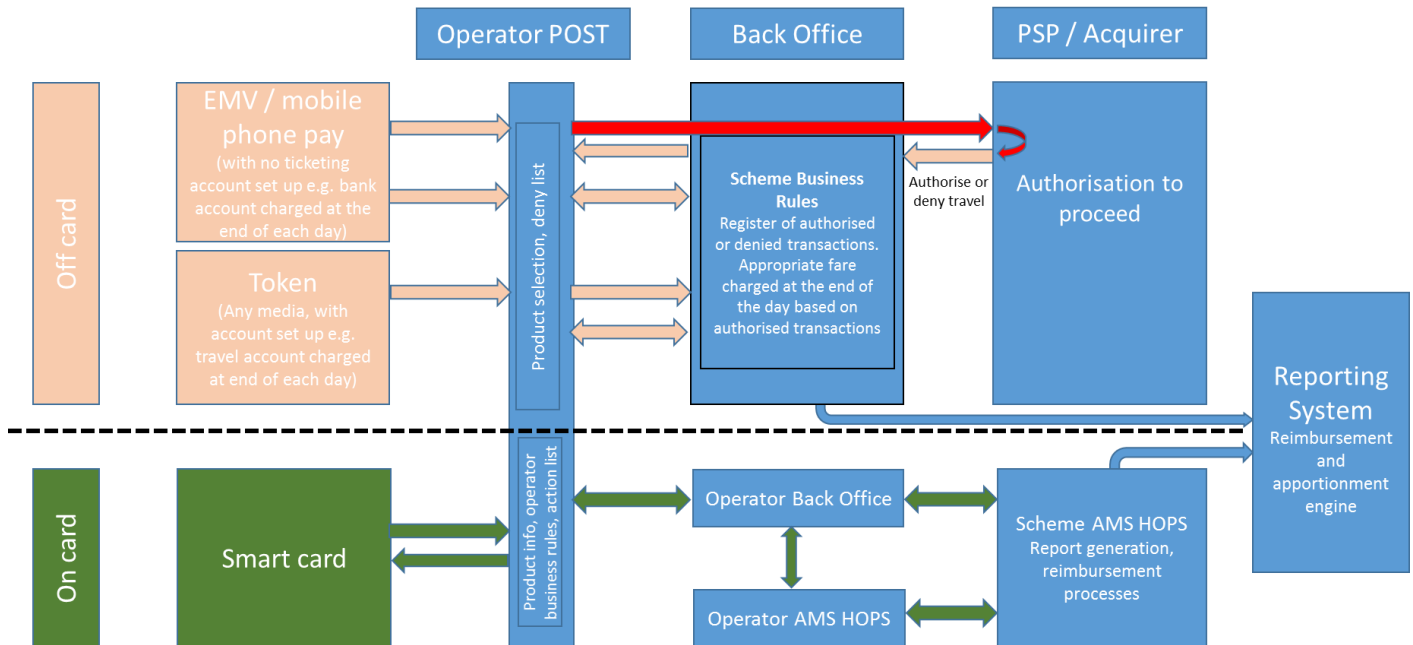 Operator POST
Back Office
PSP / Acquirer
Off card
EMV / mobile
phone pay
(with no ticketing
account set up e.g. bank
account charged at the
end of each day)
Token
(Any media, with
account set up e.g.
travel account charged
at end of each day)
Product selection, deny list
Scheme Business
Rules
Register of authorised
or denied transactions.
Appropriate fare
charged at the end of
the day based on
authorised transactions
Authorise or
deny travel
Authorisation to
proceed
Reporting
System
Reimbursement
and
apportionment
engine
On card
Smart card
Product info, operator
business rules, action list
Operator Back Office
Operator AMS HOPS
Scheme AMS HOPS
Report generation,
reimbursement
processes